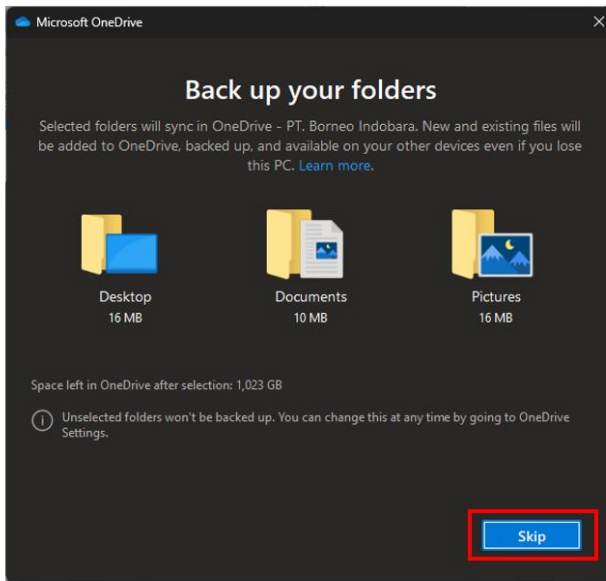 Microsoft OneDrive
Back up your folders
Selected folders will sync in OneDrive - PT. Borneo Indobara. New and existing files will
be added to OneDrive, backed up, and available on your other devices even if you lose
this PC. Learn more.
Desktop
16 MB
Documents
10 MB
Pictures
16 MB
Space left in OneDrive after selection: 1,023 GB
Unselected folders won't be backed up. You can change this at any time by going to OneDrive
Settings.
Skip